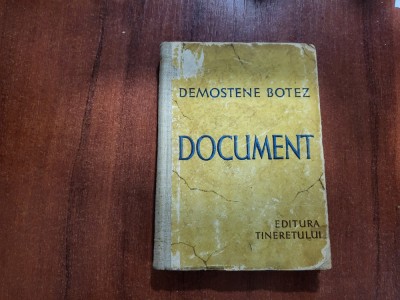 DEMOSTENE BOTEZ
DOCUMENT
EDITURA
TINERETULUI